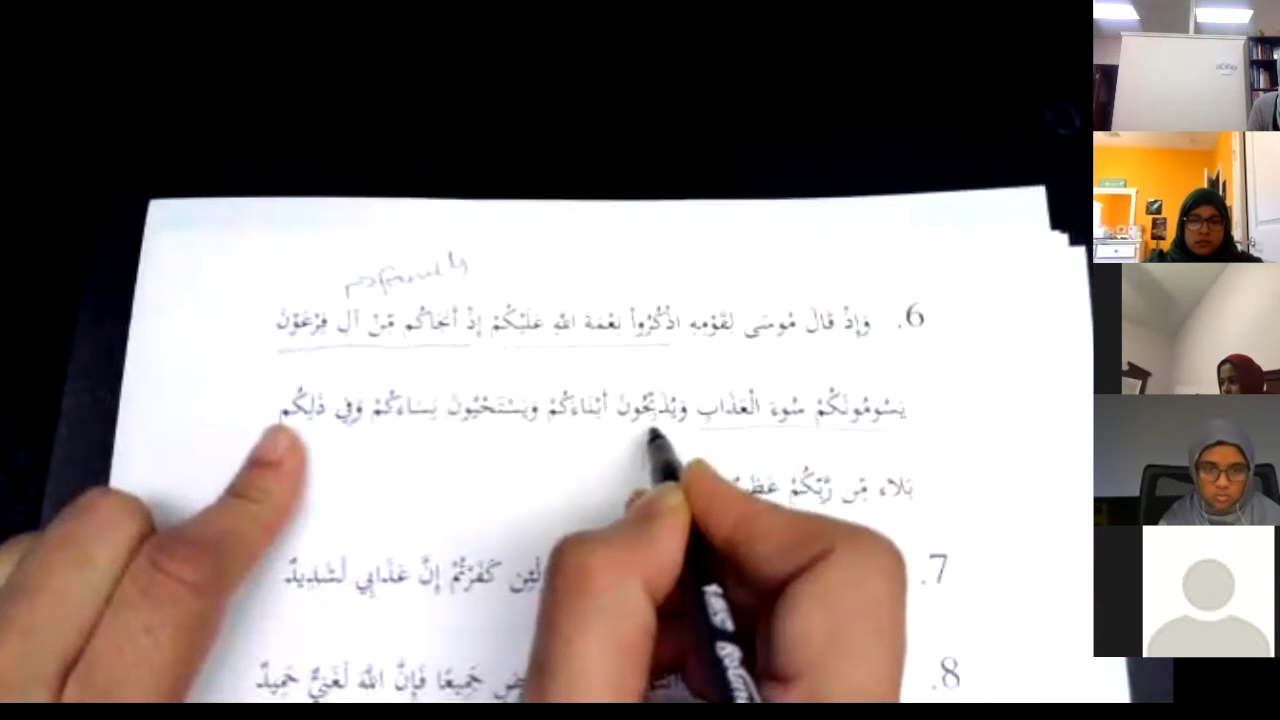 6. وَإِذْ قَالَ مُوسَى لِقَوْمِهِ اذْكُرُواْ نِعْمَةَ اللّهِ عَلَيْكُمْ إِذْ أَنجَاكُم مِّنْ آلِ فِرْعَوْنَ
يَسُومُونَكُمْ سُوءَ الْعَذَابِ وَيُذَبِّحُونَ أَبْنَاءَكُمْ وَيَسْتَحْيُونَ نِسَاءَكُمْ وَفِي ذَلِكُم
بَلاء مِّن رَّبِّكُمْ
7. لَئِن كَفَرْتُمْ إِنَّ عَذَابِي لَشَدِيدٌ
8. جَمِيعًا فَإِنَّ اللّهَ لَغَنِيٌّ حَمِيدٌ